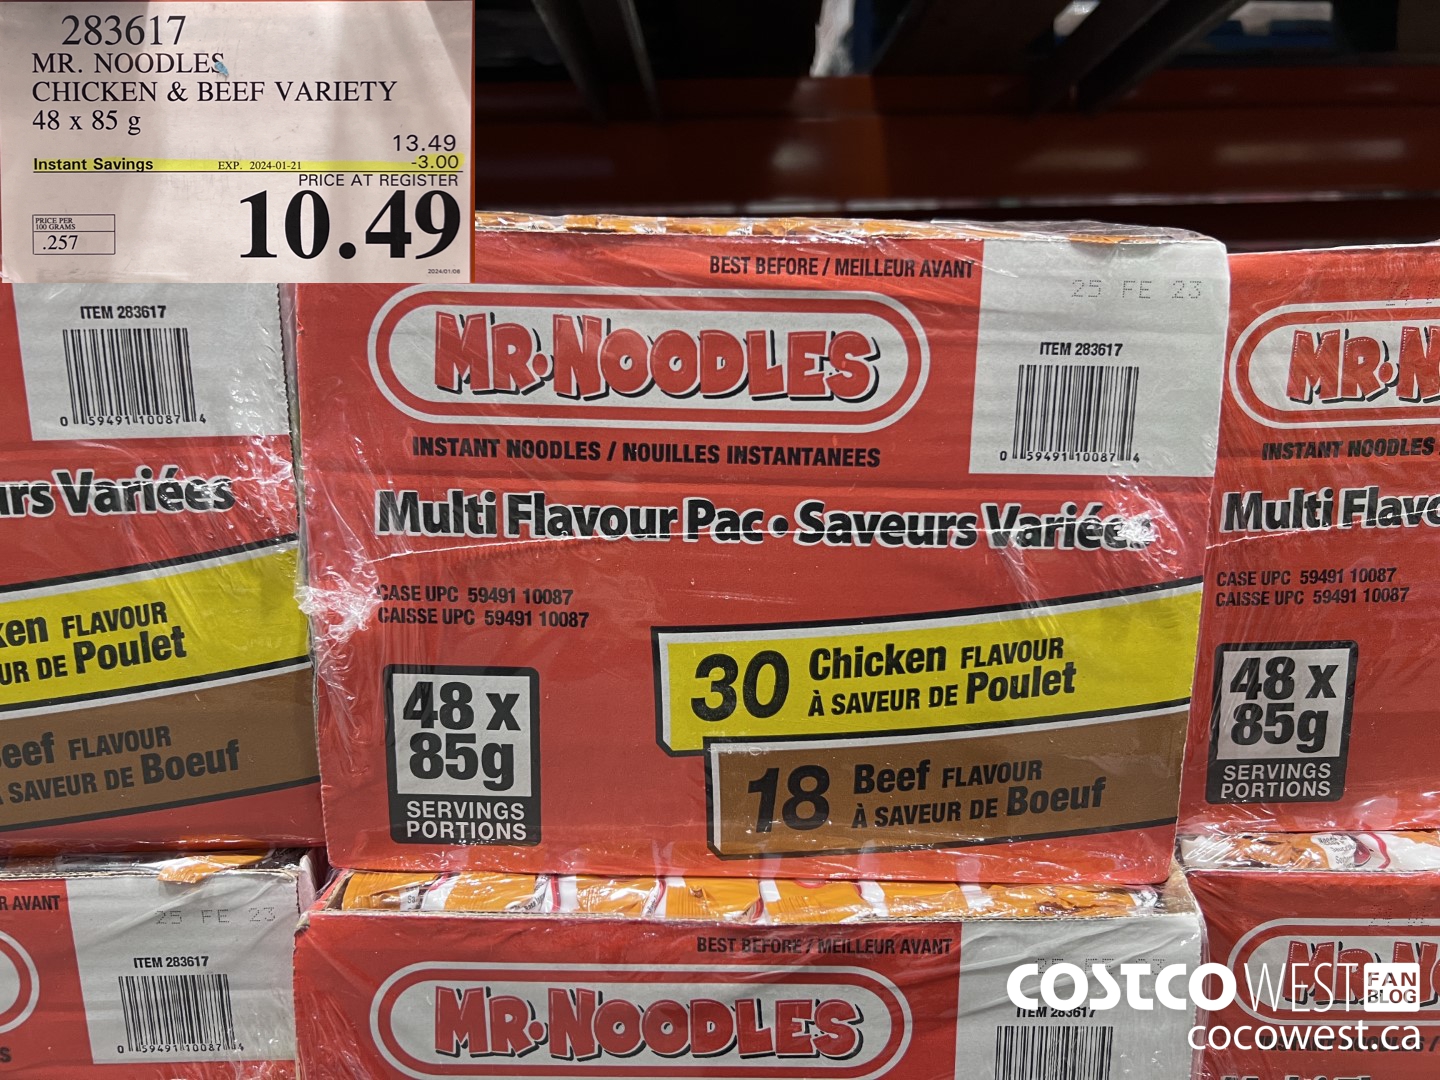 283617
MR. NOODLES
CHICKEN & BEEF VARIETY
48 x 85 g
13.49
Instant Savings EXP. 2024-01-21 -3.00
PRICE AT REGISTER
10.49
PRICE PER
100 GRAMS
.257
2024/01/08
ITEM 283617
0 59491 10087 4
urs Variées
ken FLAVOUR
UR DE Poulet
Beef FLAVOUR
À SAVEUR DE Boeuf
BEST BEFORE / MEILLEUR AVANT
25 FE 23
MR. NOODLES
ITEM 283617
0 59491 10087 4
INSTANT NOODLES / NOUILLES INSTANTANEES
Multi Flavour Pac • Saveurs Variées
CASE UPC 59491 10087
CAISSE UPC 59491 10087
48 x
85g
SERVINGS
PORTIONS
30 Chicken FLAVOUR
À SAVEUR DE Poulet
18 Beef FLAVOUR
À SAVEUR DE Boeuf
MR. N
INSTANT NOODLES
Multi Flavo
CASE UPC 59491 10087
CAISSE UPC 59491 10087
48 x
85g
SERVINGS
PORTIONS
R AVANT
25 FE 23
ITEM 283617
0 59491 10087 4
S
BEST BEFORE / MEILLEUR AVANT
MR. NOODLES
ITEM 283617
MR. N
COSTCO WEST FAN BLOG
cocowest.ca